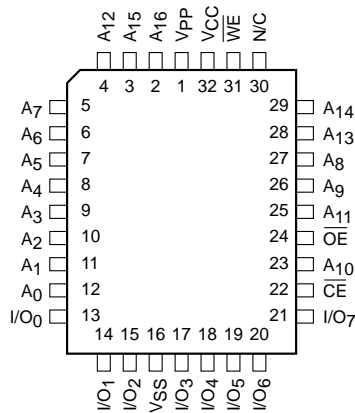 A12 A15 A16 VPP VCC WE N/C
4 3 2 1 32 31 30
A7 5 29 A14
A6 6 28 A13
A5 7 27 A8
A4 8 26 A9
A3 9 25 A11
A2 10 24 OE
A1 11 23 A10
A0 12 22 CE
I/O0 13 21 I/O7
14 15 16 17 18 19 20
I/O1 I/O2 VSS I/O3 I/O4 I/O5 I/O6